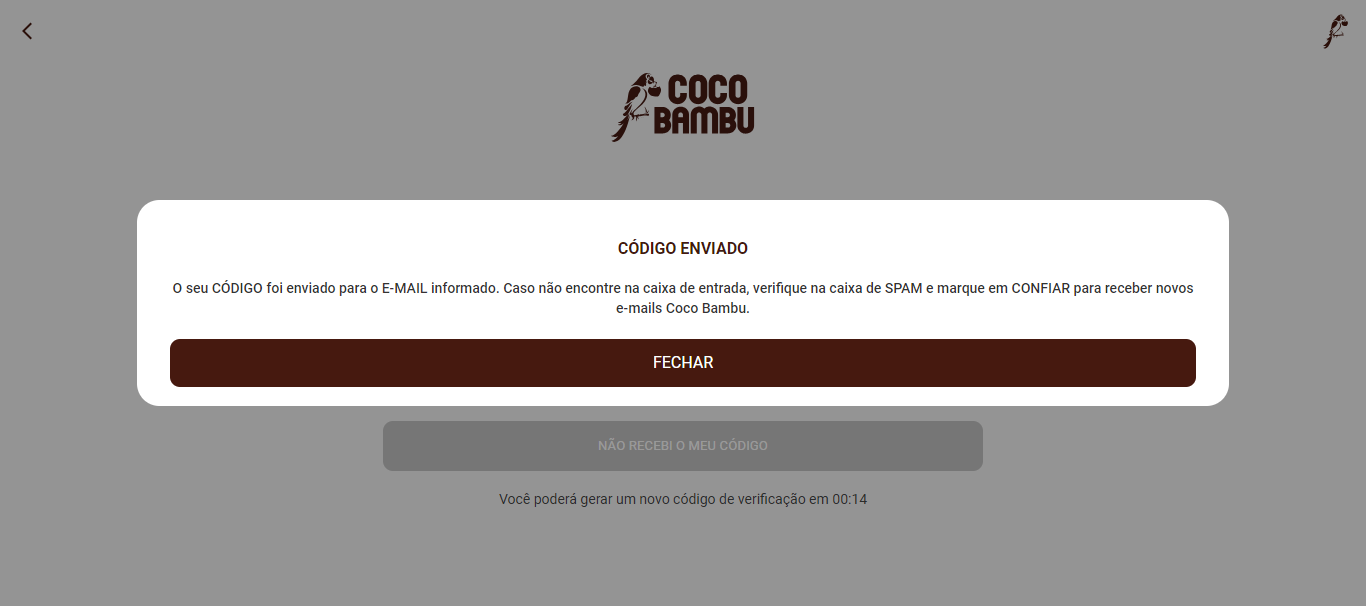 COCO
BAMBU
CÓDIGO ENVIADO
O seu CÓDIGO foi enviado para o E-MAIL informado. Caso não encontre na caixa de entrada, verifique na caixa de SPAM e marque em CONFIAR para receber novos
e-mails Coco Bambu.
FECHAR
NÃO RECEBI O MEU CÓDIGO
Você poderá gerar um novo código de verificação em 00:14